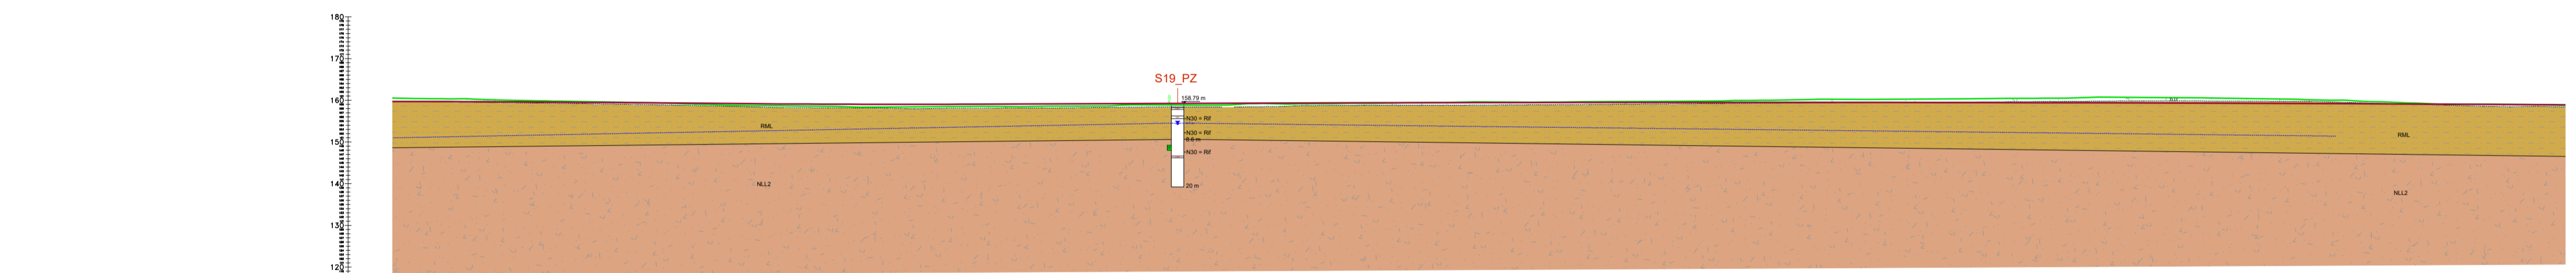 180
170
160
150
140
130
120
S19_PZ
158.79 m
N30 = Rif
N30 = Rif
8.6 m
N30 = Rif
20 m
RML
NLL2
RML
NLL2